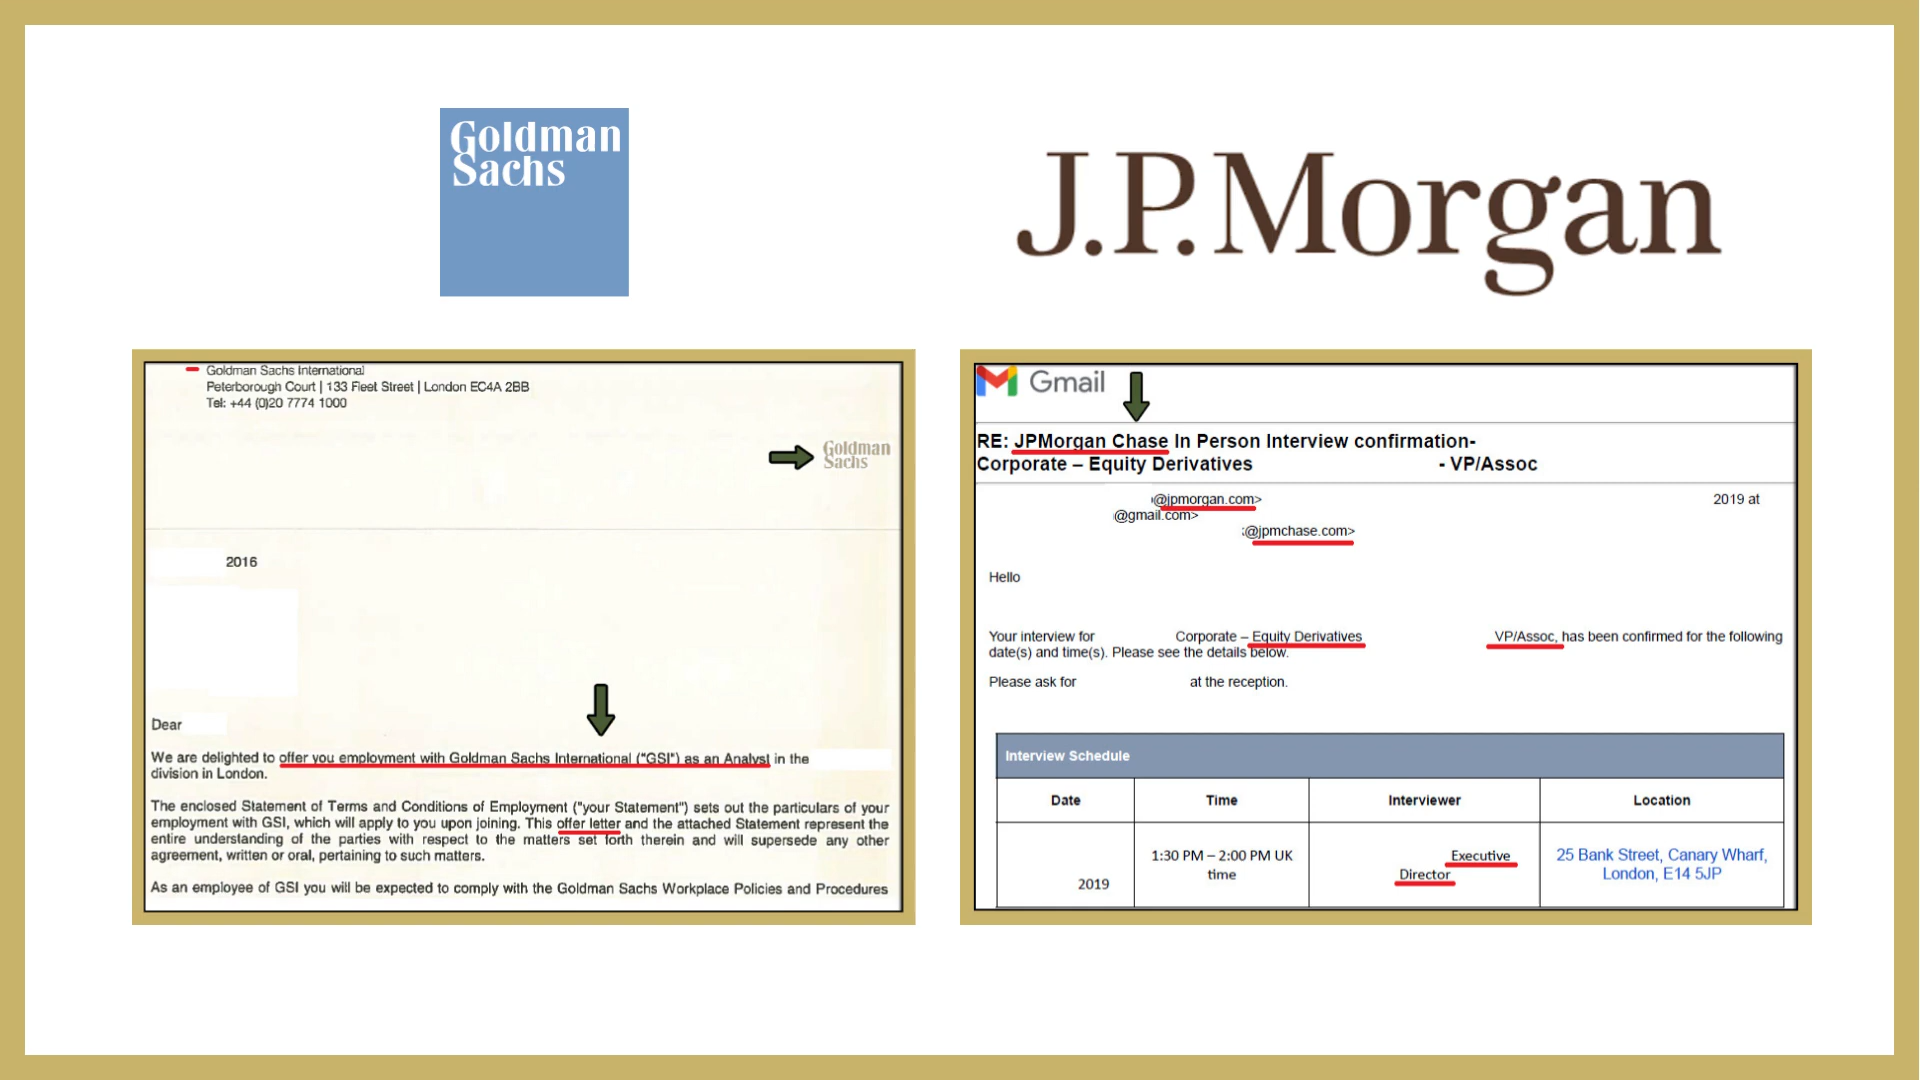 Goldman
Sachs
J.P.Morgan
Goldman Sachs International
Peterborough Court | 133 Fleet Street | London EC4A 2BB
Tel: +44 (0)20 7774 1000
Goldman
Sachs
2016
Dear
We are delighted to offer you employment with Goldman Sachs International ("GSI") as an Analyst in the
division in London.
The enclosed Statement of Terms and Conditions of Employment ("your Statement") sets out the particulars of your
employment with GSI, which will apply to you upon joining. This offer letter and the attached Statement represent the
entire understanding of the parties with respect to the matters set forth therein and will supersede any other
agreement, written or oral, pertaining to such matters.
As an employee of GSI you will be expected to comply with the Goldman Sachs Workplace Policies and Procedures
Gmail
RE: JPMorgan Chase In Person Interview confirmation-
Corporate – Equity Derivatives - VP/Assoc
@jpmorgan.com> 2019 at
@gmail.com>
@jpmchase.com>
Hello
Your interview for Corporate – Equity Derivatives VP/Assoc, has been confirmed for the following
date(s) and time(s). Please see the details below.
Please ask for at the reception.
Interview Schedule
Date Time Interviewer Location
2019
1:30 PM – 2:00 PM UK
time
Executive
Director
25 Bank Street, Canary Wharf,
London, E14 5JP